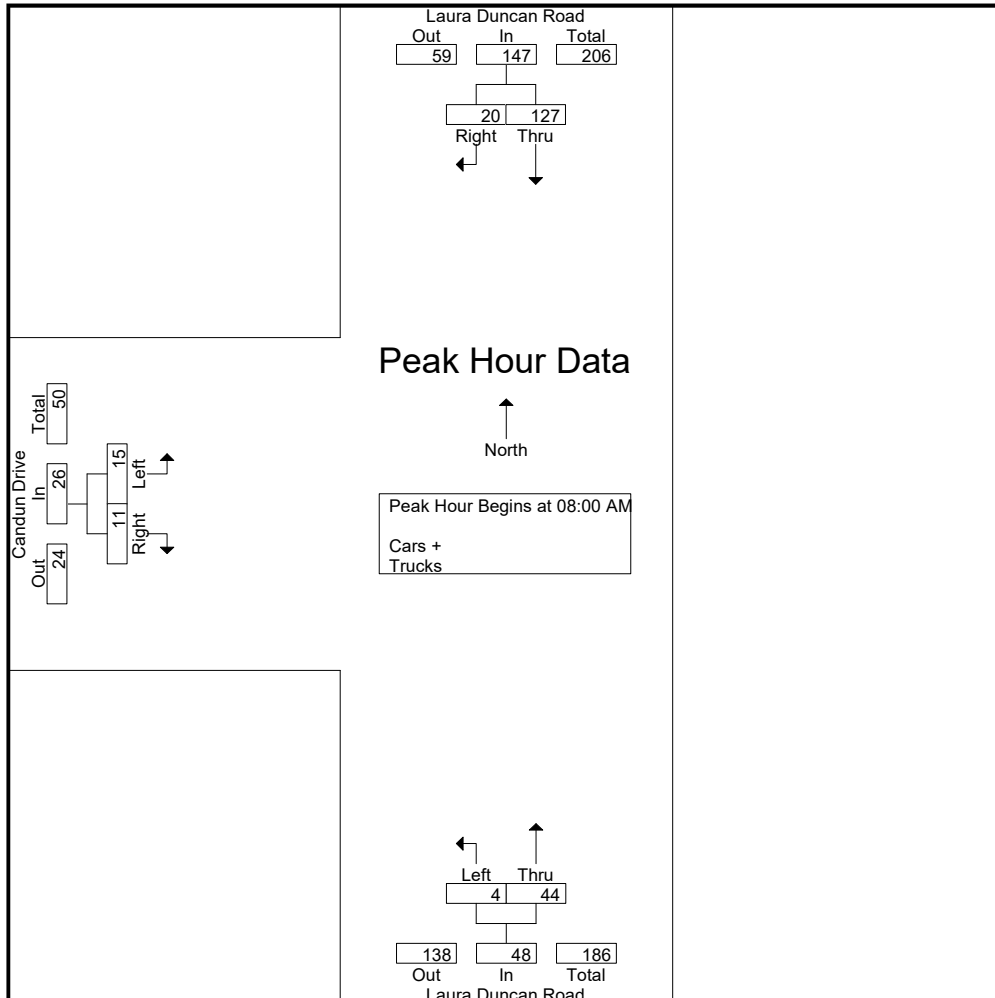 Laura Duncan Road
Out In Total
59 147 206
20 127
Right Thru
Peak Hour Data
North
Peak Hour Begins at 08:00 AM
Cars +
Trucks
Candun Drive
Out In Total
24 26 50
11 15
Right Left
Left Thru
4 44
138 48 186
Out In Total
Laura Duncan Road